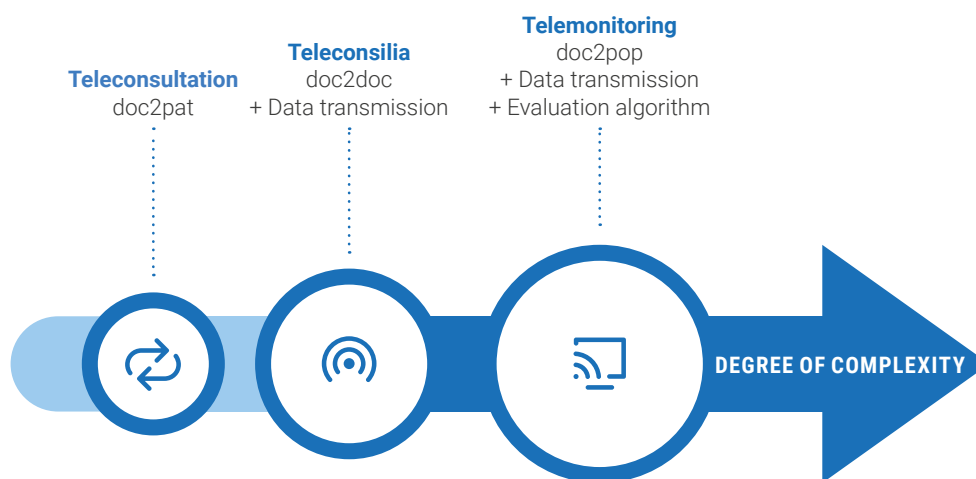 Teleconsultation
doc2pat
Teleconsilia
doc2doc
+ Data transmission
Telemonitoring
doc2pop
+ Data transmission
+ Evaluation algorithm
DEGREE OF COMPLEXITY